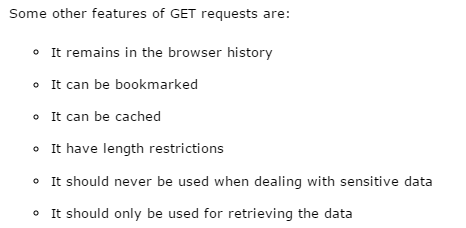 Some other features of GET requests are:
It remains in the browser history
It can be bookmarked
It can be cached
It have length restrictions
It should never be used when dealing with sensitive data
It should only be used for retrieving the data